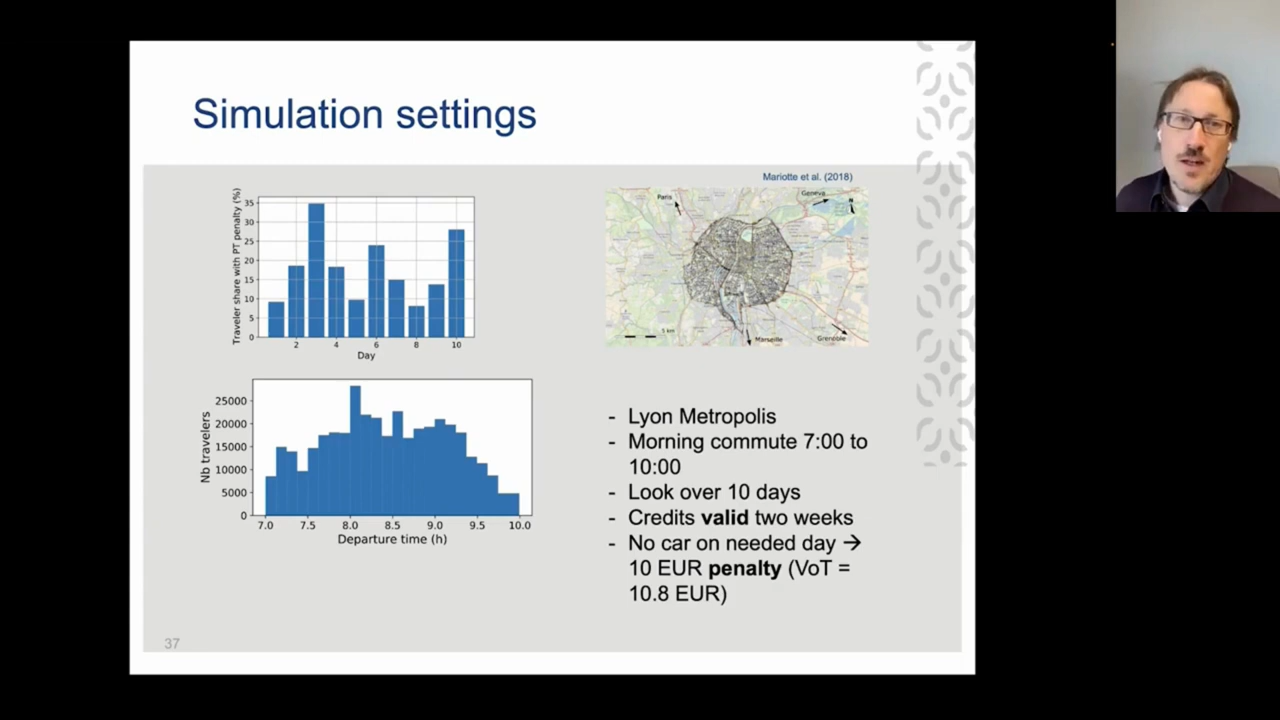 Simulation settings
Mariotte et al. (2018)
Traveler share with PT penalty (%)
35
30
25
20
15
10
5
0
2 4 6 8 10
Day
Paris
Geneva
N
5 km
Marseille
Grenoble
Nb travelers
25000
20000
15000
10000
5000
0
7.0 7.5 8.0 8.5 9.0 9.5 10.0
Departure time (h)
- Lyon Metropolis
- Morning commute 7:00 to
10:00
- Look over 10 days
- Credits valid two weeks
- No car on needed day →
10 EUR penalty (VoT =
10.8 EUR)
37